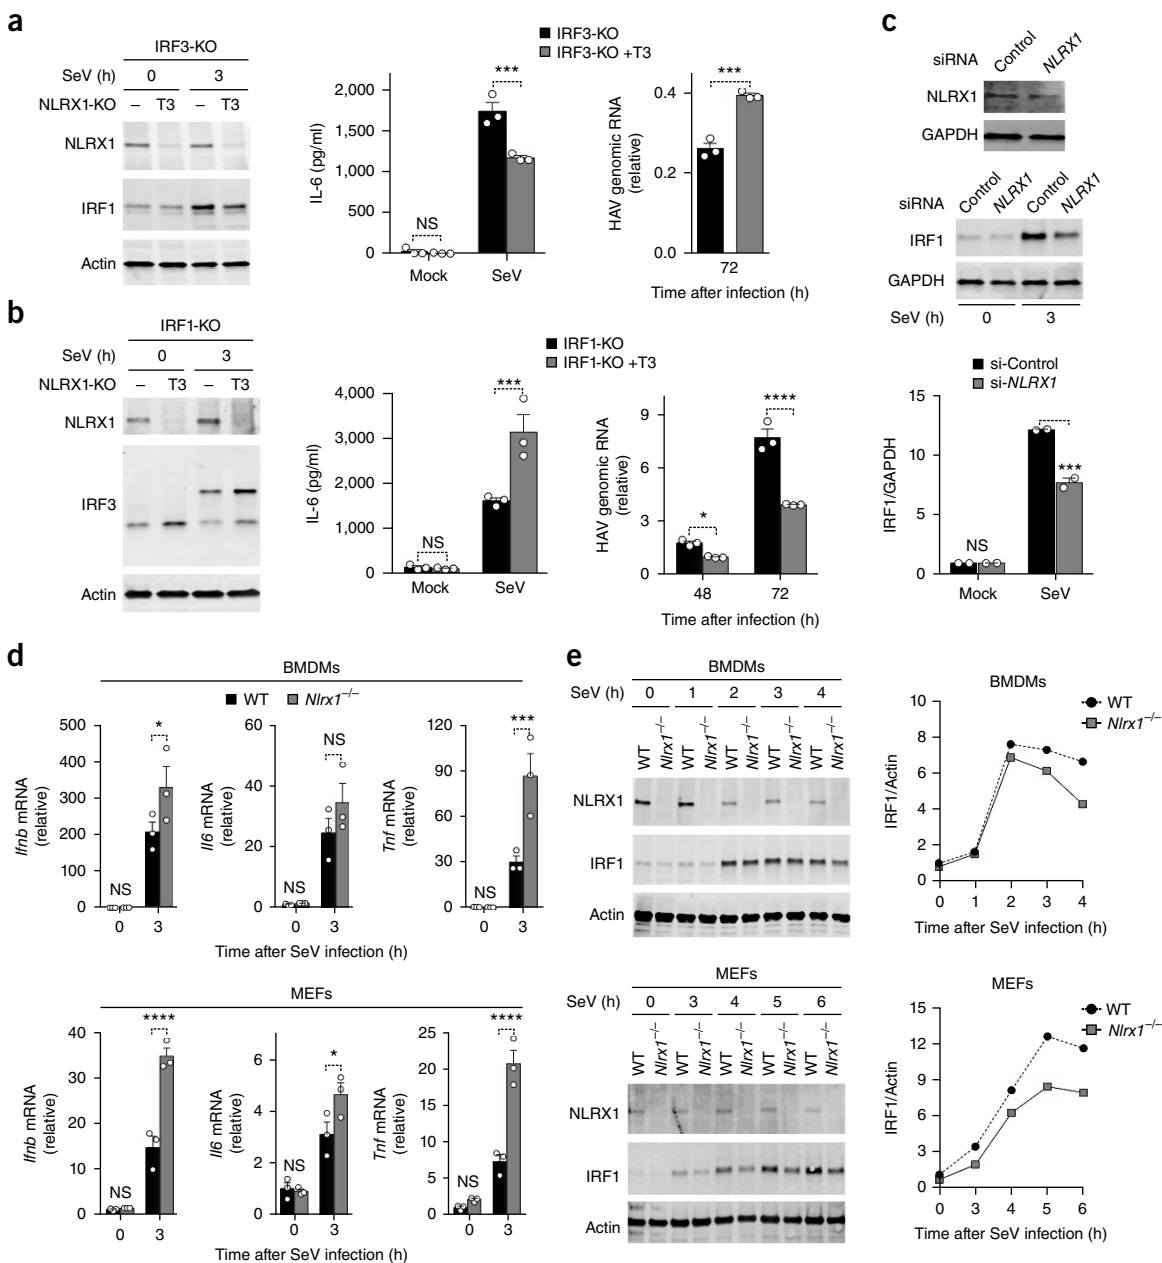 a
IRF3-KO
SeV (h) 0 3
NLRX1-KO – T3 – T3
NLRX1
IRF1
Actin
IRF3-KO
IRF3-KO +T3
IL-6 (pg/ml)
2,000
1,500
1,000
500
0
NS
***
Mock SeV
HAV genomic RNA
(relative)
0.4
0.2
0.0
***
72
Time after infection (h)
b
IRF1-KO
SeV (h) 0 3
NLRX1-KO – T3 – T3
NLRX1
IRF3
Actin
IRF1-KO
IRF1-KO +T3
IL-6 (pg/ml)
4,000
3,000
2,000
1,000
0
NS
***
Mock SeV
HAV genomic RNA
(relative)
9
6
3
0
*
****
48 72
Time after infection (h)
c
siRNA Control NLRX1
NLRX1
GAPDH
siRNA Control NLRX1 Control NLRX1
IRF1
GAPDH
SeV (h) 0 3
si-Control
si-NLRX1
IRF1/GAPDH
15
10
5
0
NS
***
Mock SeV
d
BMDMs
WT Nlrx1–/–
Ifnb mRNA
(relative)
500
400
300
200
100
0
NS
*
0 3
Il6 mRNA
(relative)
60
40
20
0
NS
NS
0 3
Tnf mRNA
(relative)
120
90
60
30
0
NS
***
0 3
Time after SeV infection (h)
MEFs
Ifnb mRNA
(relative)
40
30
20
10
0
NS
****
0 3
Il6 mRNA
(relative)
6
4
2
0
NS
*
0 3
Tnf mRNA
(relative)
25
20
15
10
5
0
NS
****
0 3
Time after SeV infection (h)
e
BMDMs
SeV (h) 0 1 2 3 4
WT Nlrx1–/– WT Nlrx1–/– WT Nlrx1–/– WT Nlrx1–/– WT Nlrx1–/–
NLRX1
IRF1
Actin
BMDMs
WT
Nlrx1–/–
IRF1/Actin
10
8
6
4
2
0
0 1 2 3 4
Time after SeV infection (h)
MEFs
SeV (h) 0 3 4 5 6
WT Nlrx1–/– WT Nlrx1–/– WT Nlrx1–/– WT Nlrx1–/– WT Nlrx1–/–
NLRX1
IRF1
Actin
MEFs
WT
Nlrx1–/–
IRF1/Actin
15
12
9
6
3
0
0 3 4 5 6
Time after SeV infection (h)